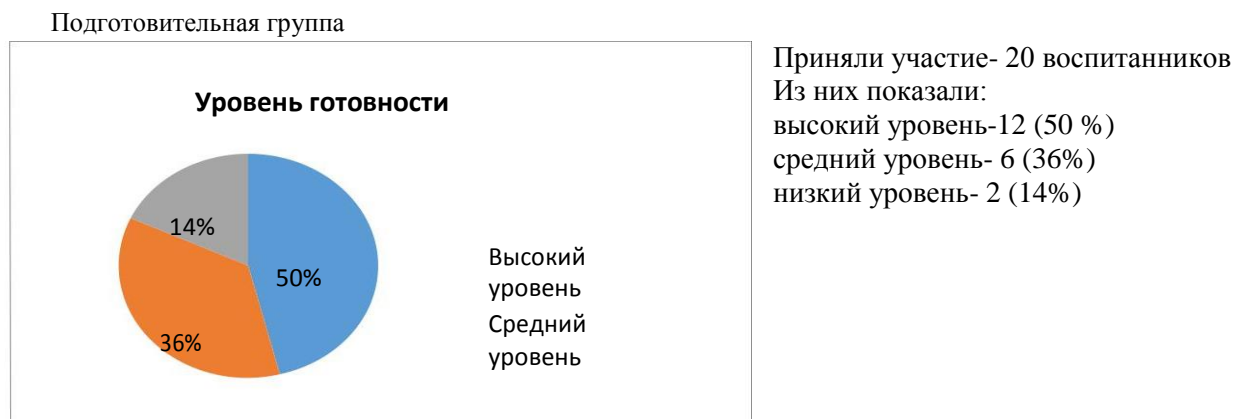 Подготовительная группа
Уровень готовности
14%
50%
36%
Высокий
уровень
Средний
уровень
Приняли участие- 20 воспитанников
Из них показали:
высокий уровень-12 (50 %)
средний уровень- 6 (36%)
низкий уровень- 2 (14%)